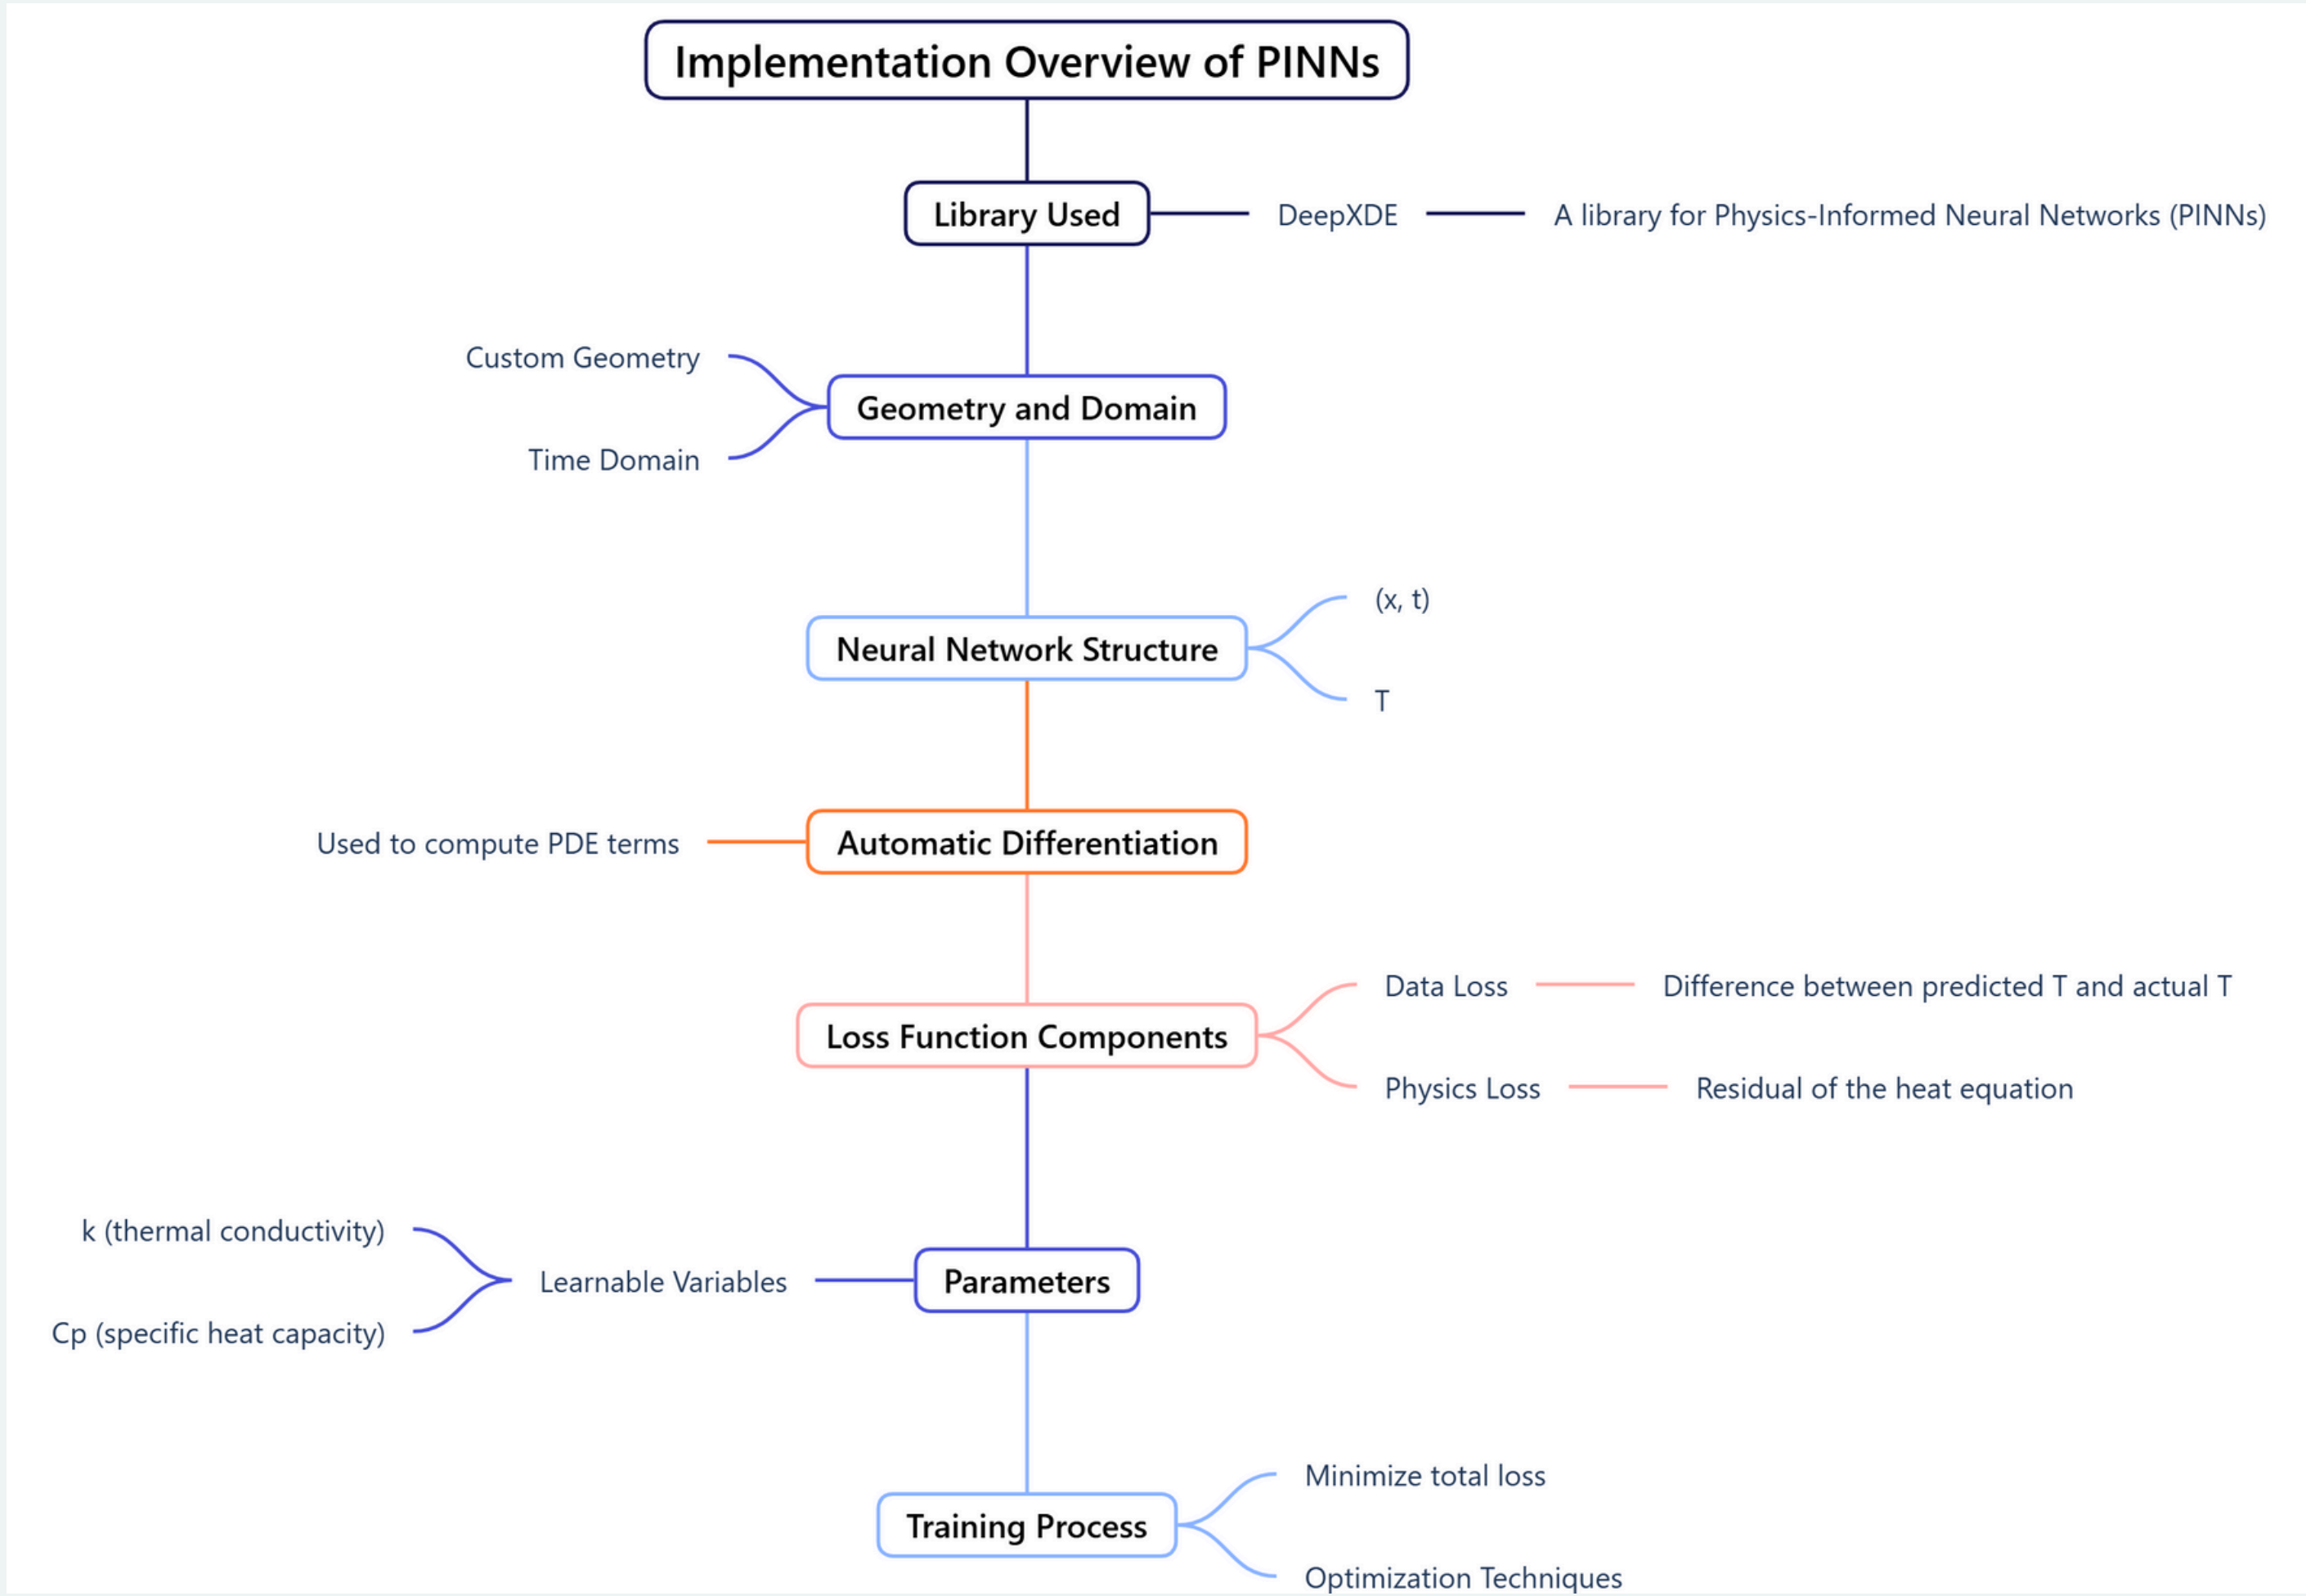 Implementation Overview of PINNs
Library Used
DeepXDE
A library for Physics-Informed Neural Networks (PINNs)
Custom Geometry
Geometry and Domain
Time Domain
(x, t)
Neural Network Structure
T
Used to compute PDE terms
Automatic Differentiation
Data Loss
Difference between predicted T and actual T
Loss Function Components
Physics Loss
Residual of the heat equation
k (thermal conductivity)
Learnable Variables
Parameters
Cp (specific heat capacity)
Minimize total loss
Training Process
Optimization Techniques